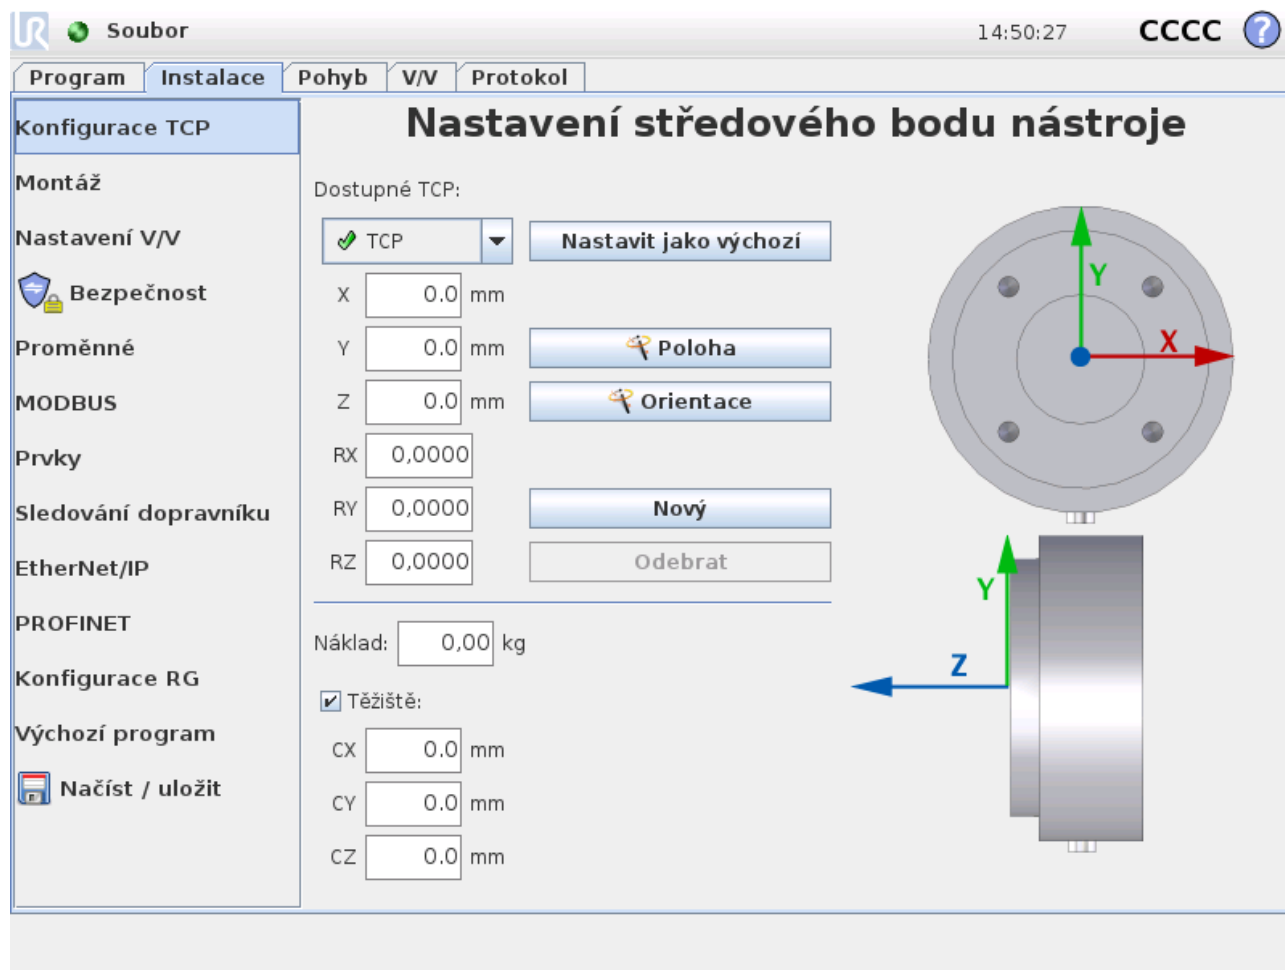 UR Soubor 14:50:27 CCCC ?
Program Instalace Pohyb V/V Protokol
Konfigurace TCP
Montáž
Nastavení V/V
Bezpečnost
Proměnné
MODBUS
Prvky
Sledování dopravníku
EtherNet/IP
PROFINET
Konfigurace RG
Výchozí program
Načíst / uložit
Nastavení středového bodu nástroje
Dostupné TCP:
TCP Nastavit jako výchozí
X 0.0 mm
Y 0.0 mm Poloha
Z 0.0 mm Orientace
RX 0,0000
RY 0,0000 Nový
RZ 0,0000 Odebrat
Náklad: 0,00 kg
Těžiště:
CX 0.0 mm
CY 0.0 mm
CZ 0.0 mm
Y
X
Y
Z